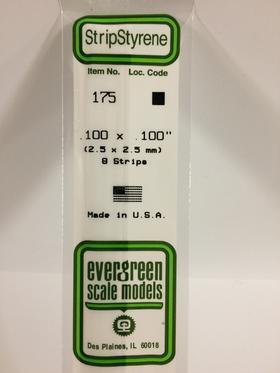 StripStyrene
Item No. Loc. Code
175
.100 x .100"
(2.5 x 2.5 mm)
8 Strips
Made in U.S.A.
evergreen
scale models
Des Plaines, IL 60018